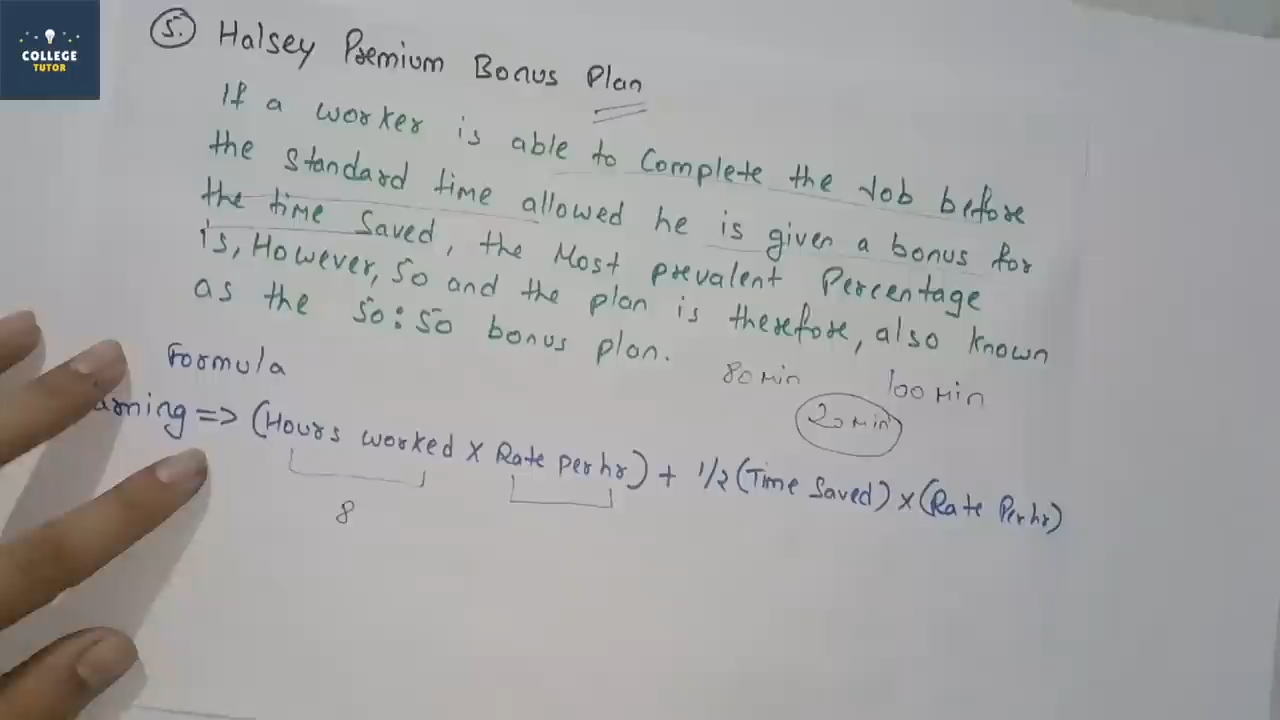 COLLEGE
TUTOR
5. Halsey Premium Bonus Plan
If a worker is able to Complete the Job before
the standard time allowed he is given a bonus for
the time Saved, the Most prevalent Percentage
is, However, 50 and the plan is therefore, also known
as the 50:50 bonus plan.
80 Min 100 Min
20 Min
Formula
arning => (Hours worked x Rate per hr) + 1/2 (Time Saved) x (Rate Per hr)
8